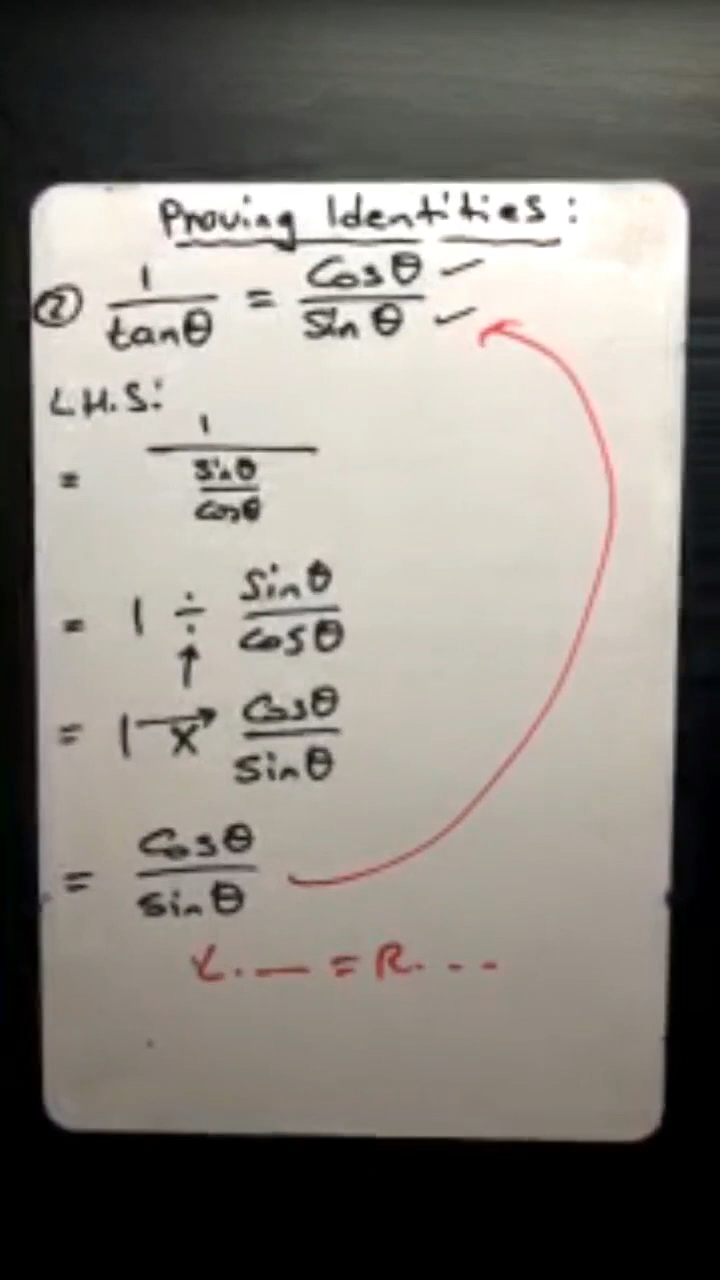 Proving Identities:
② 1/tanθ = Cosθ/Sinθ ✓ ✓
L.H.S:
= 1/(sinθ/cosθ)
= 1 ÷ Sinθ/cosθ
↑
= 1 × Cosθ/sinθ
= Cosθ/sinθ
L. — = R. - - -